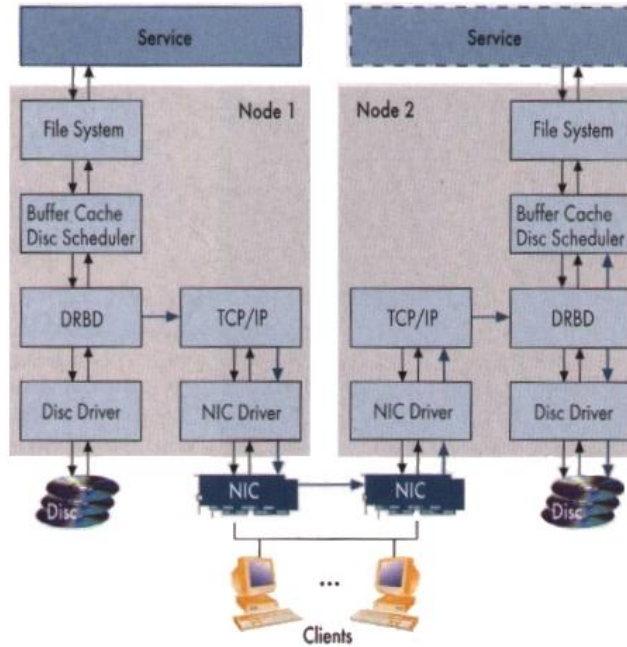 Service
Service
Node 1
Node 2
File System
File System
Buffer Cache
Disc Scheduler
Buffer Cache
Disc Scheduler
DRBD
TCP/IP
TCP/IP
DRBD
Disc Driver
NIC Driver
NIC Driver
Disc Driver
Disc
NIC
NIC
Disc
...
Clients